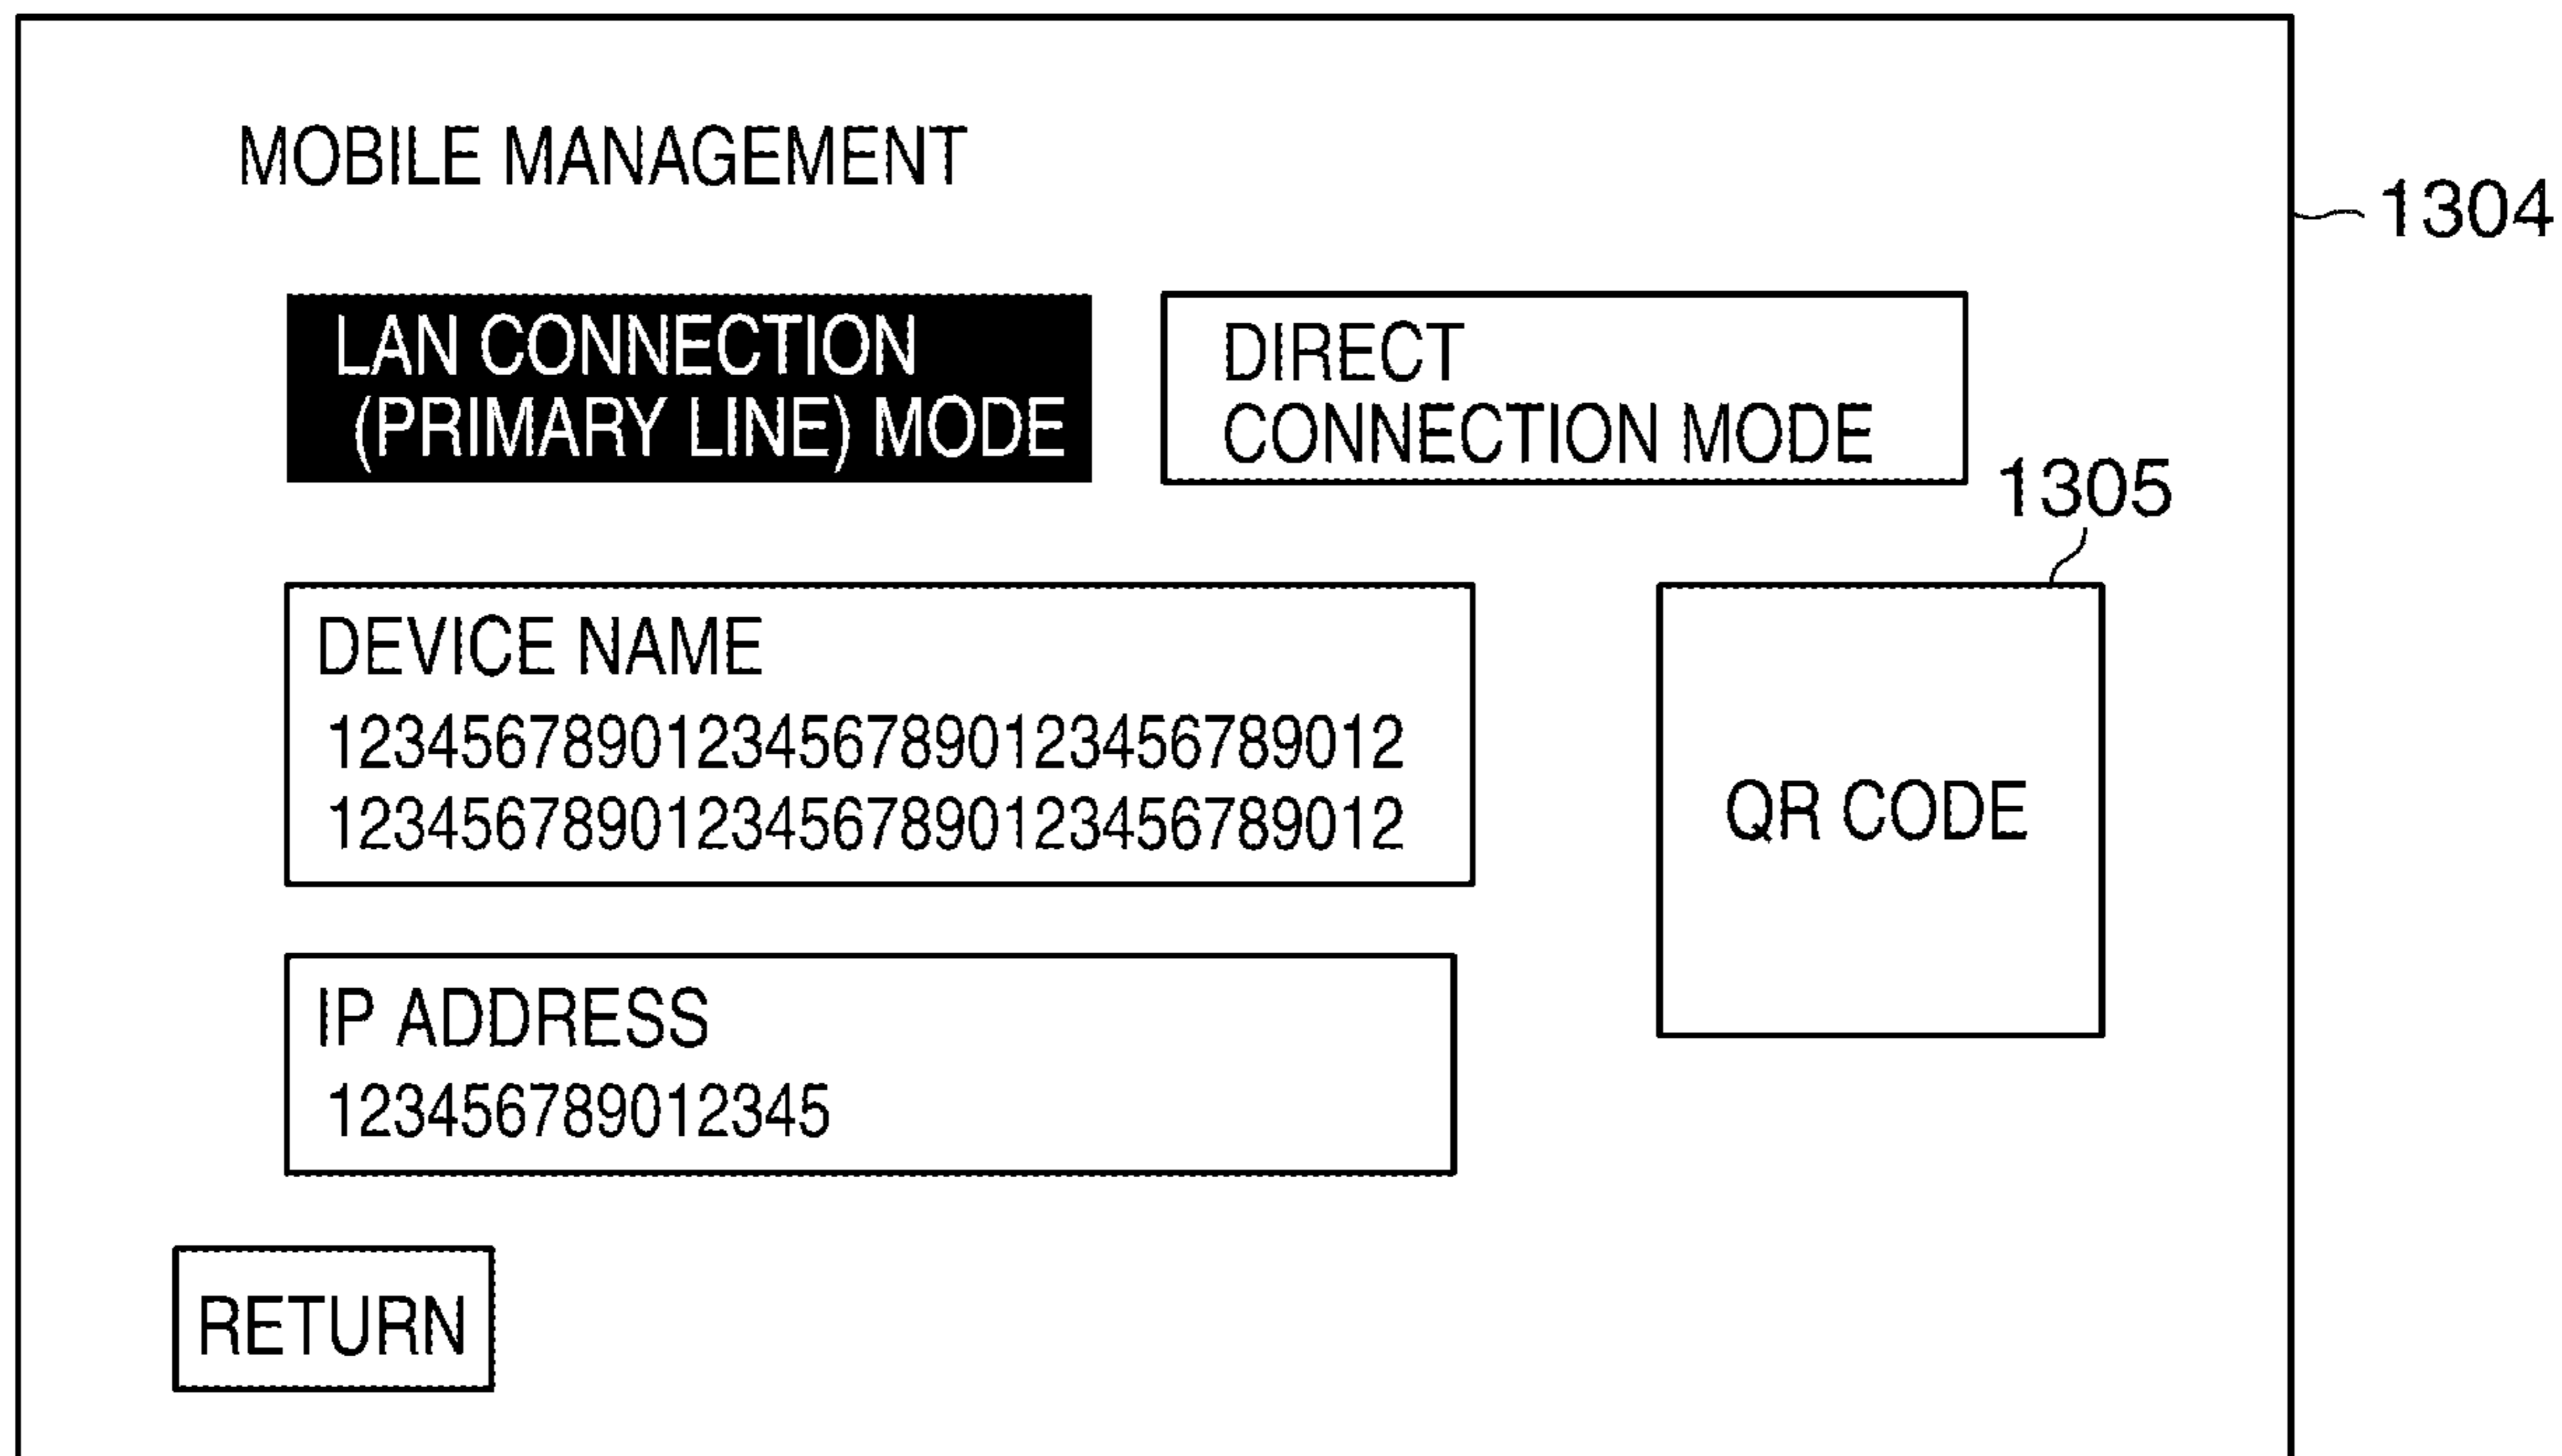 MOBILE MANAGEMENT
1304
LAN CONNECTION
(PRIMARY LINE) MODE
DIRECT
CONNECTION MODE
1305
DEVICE NAME
12345678901234567890123456789012
12345678901234567890123456789012
QR CODE
IP ADDRESS
123456789012345
RETURN